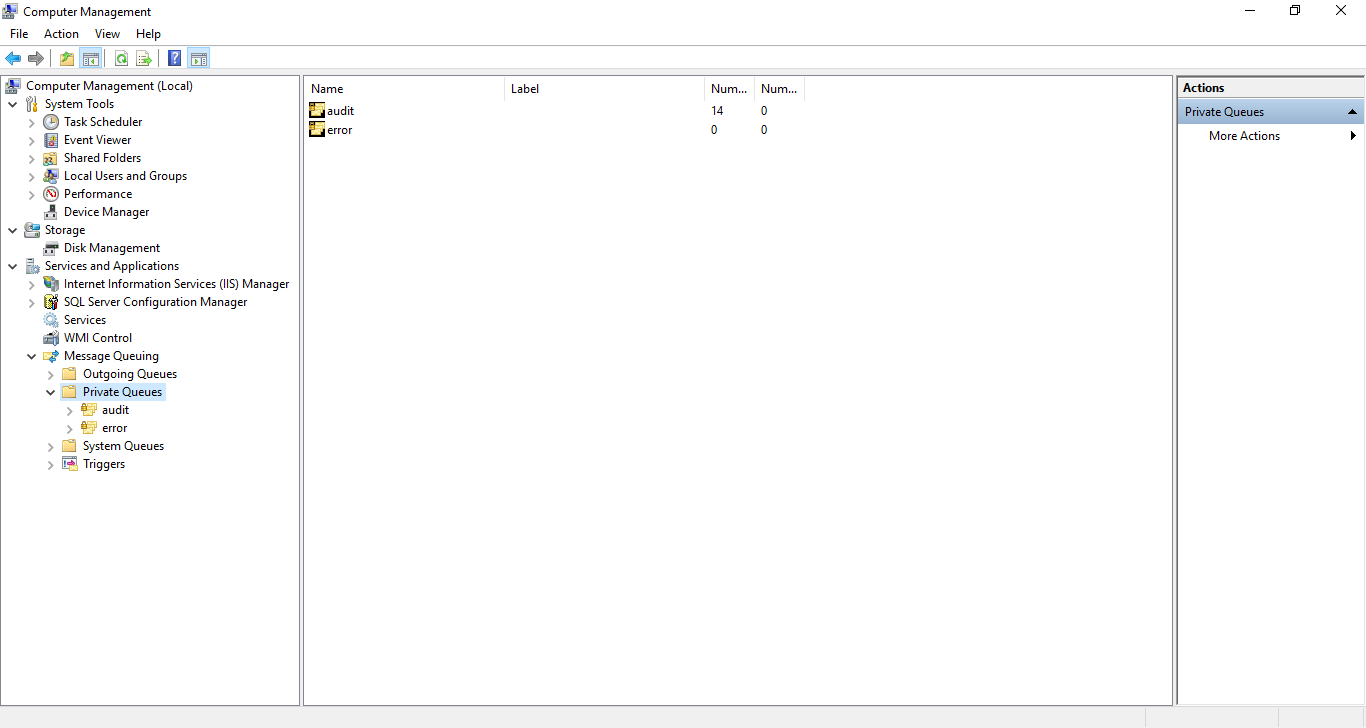 Computer Management
File Action View Help
Computer Management (Local)
System Tools
Task Scheduler
Event Viewer
Shared Folders
Local Users and Groups
Performance
Device Manager
Storage
Disk Management
Services and Applications
Internet Information Services (IIS) Manager
SQL Server Configuration Manager
Services
WMI Control
Message Queuing
Outgoing Queues
Private Queues
audit
error
System Queues
Triggers
Name Label Num... Num...
audit 14 0
error 0 0
Actions
Private Queues
More Actions